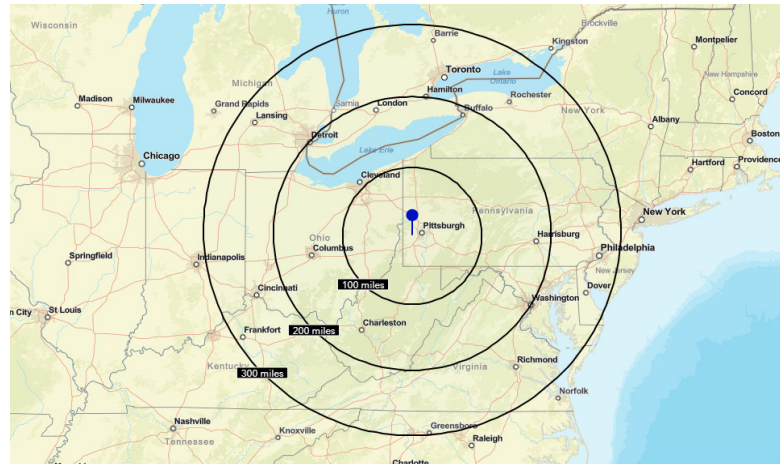 Huron
Wisconsin
Barrie
Kingston
Brockville
Montpelier
Toronto
Lake
Ontario
New Hampshire
Michigan
Madison
Milwaukee
Grand Rapids
Lansing
Sarnia
London
Hamilton
Buffalo
Rochester
New York
Concord
Albany
Boston
Detroit
Lake Erie
Chicago
Hartford
Providence
Cleveland
Pennsylvania
New York
Pittsburgh
Harrisburg
Ohio
Columbus
Philadelphia
Springfield
Indianapolis
New Jersey
100 miles
Dover
Cincinnati
Washington
n City
St Louis
Charleston
200 miles
Frankfort
Kentucky
300 miles
Virginia
Richmond
Norfolk
Nashville
Tennessee
Knoxville
Greensboro
Raleigh
Charlotte